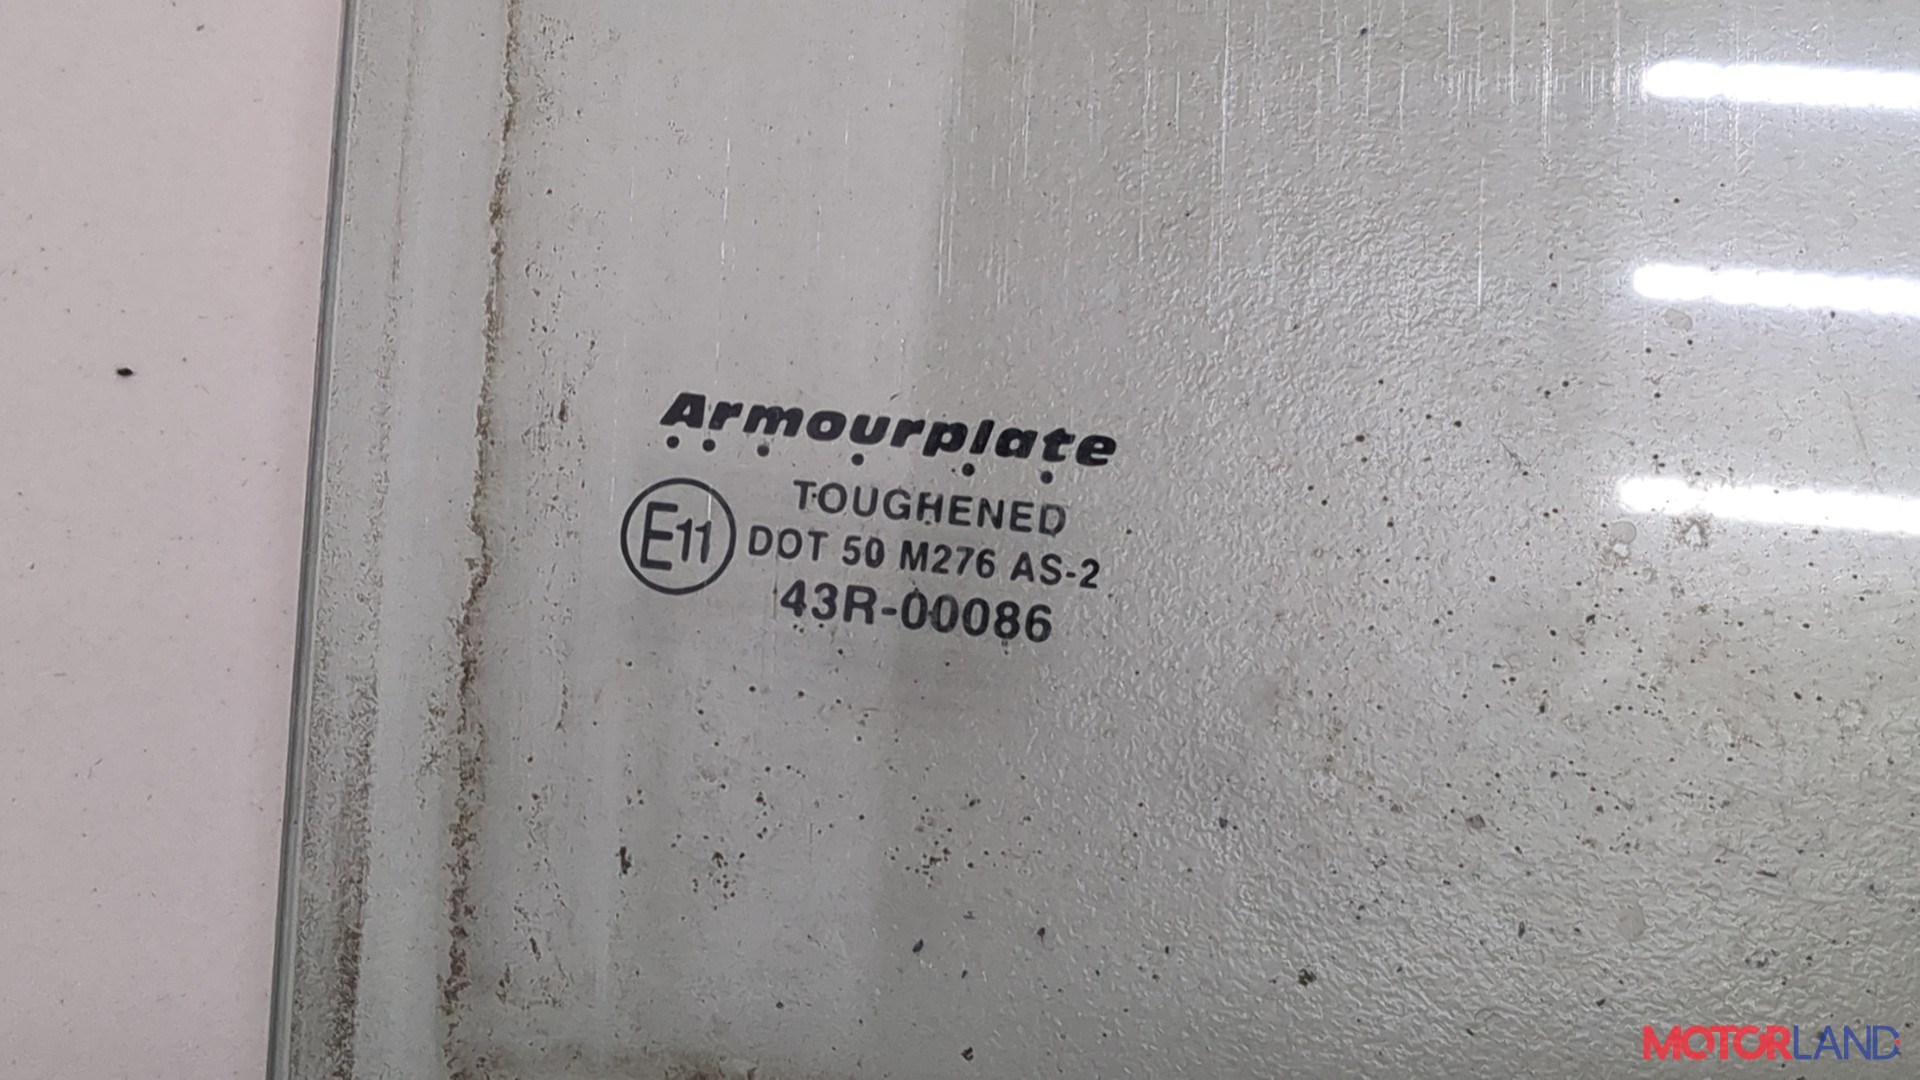 Armourplate
TOUGHENED
E11
DOT 50 M276 AS-2
43R-00086
MOTORLAND